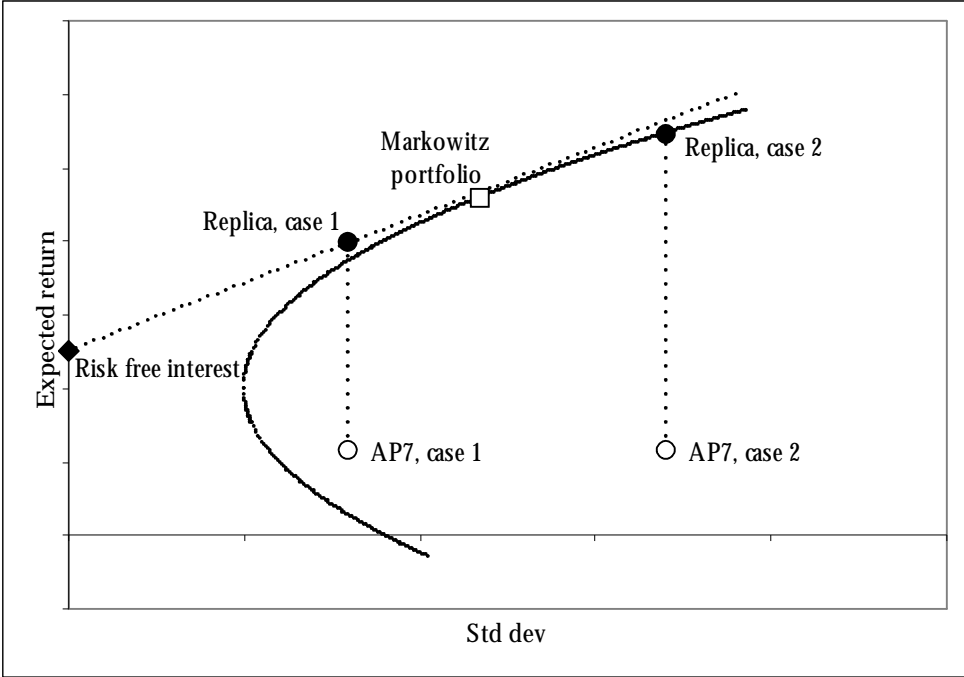 Markowitz
portfolio
Replica, case 2
Replica, case 1
Expected return
Risk free interest
AP7, case 1
AP7, case 2
Std dev